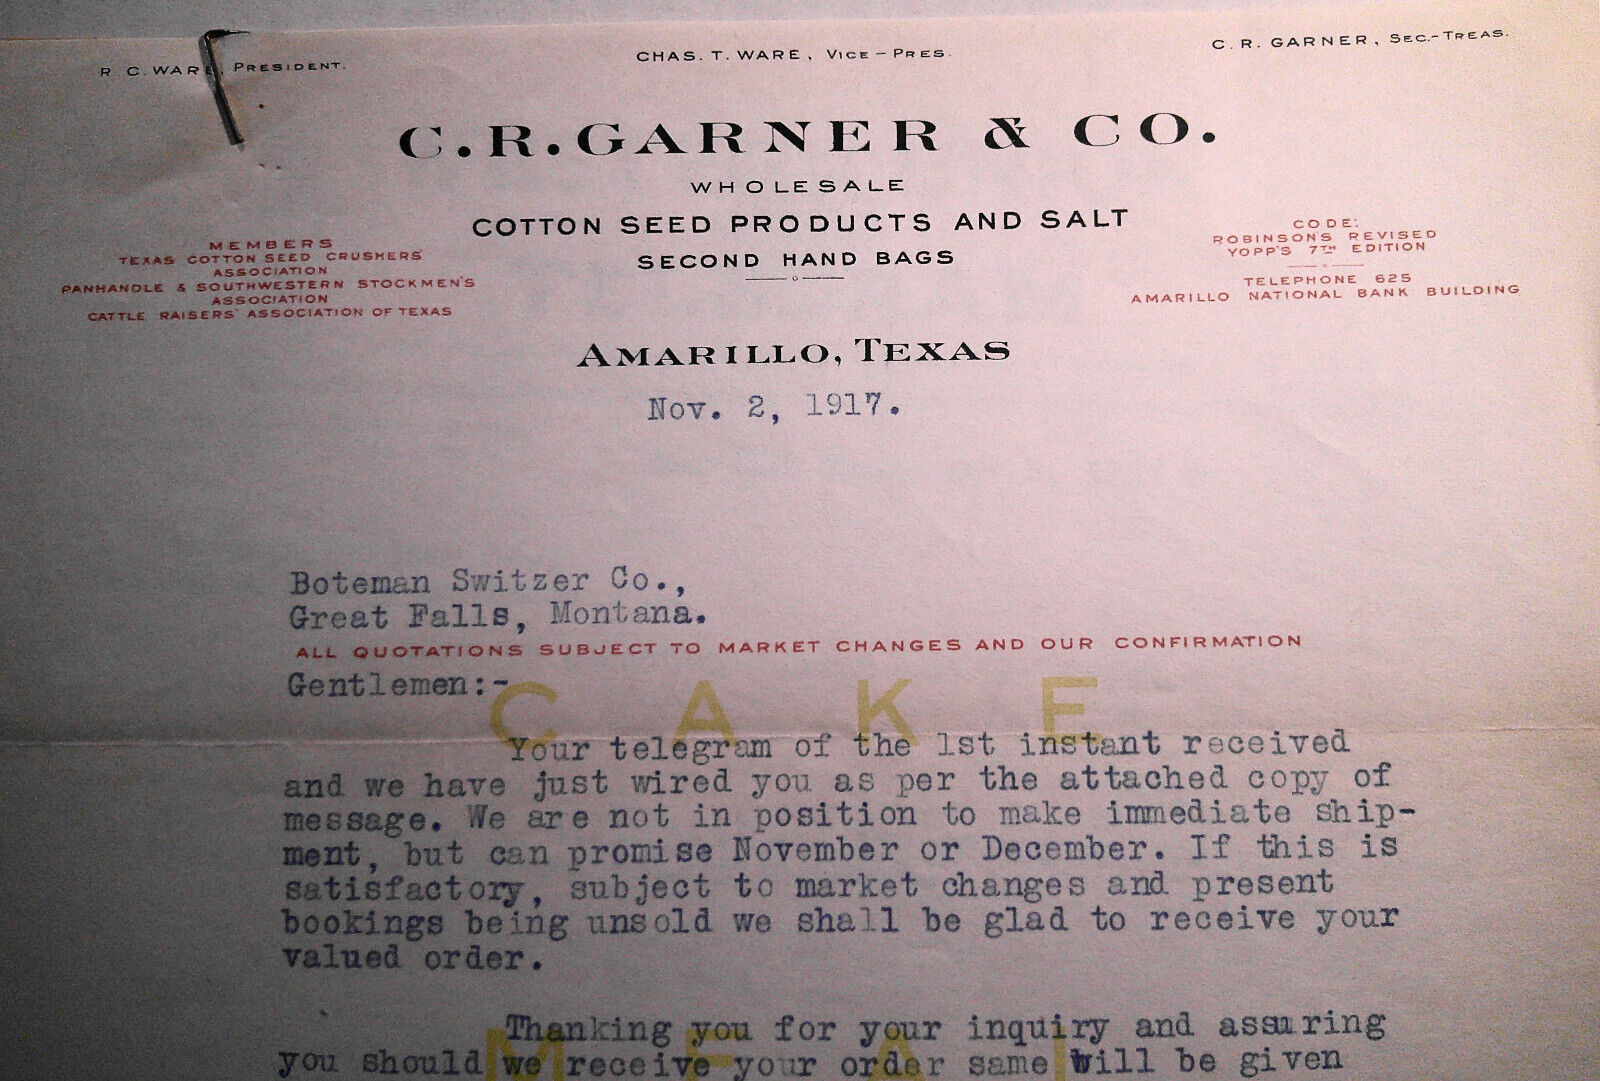 R. C. WARE, PRESIDENT.
CHAS. T. WARE, VICE-PRES.
C. R. GARNER, SEC.-TREAS.
C.R.GARNER & CO.
WHOLESALE
COTTON SEED PRODUCTS AND SALT
SECOND HAND BAGS
MEMBERS
TEXAS COTTON SEED CRUSHERS'
ASSOCIATION
PANHANDLE & SOUTHWESTERN STOCKMEN'S
ASSOCIATION
CATTLE RAISERS' ASSOCIATION OF TEXAS
CODE:
ROBINSON'S REVISED
YOPP'S 7TH EDITION
TELEPHONE 625
AMARILLO NATIONAL BANK BUILDING
AMARILLO, TEXAS
Nov. 2, 1917.
Boteman Switzer Co.,
Great Falls, Montana.
ALL QUOTATIONS SUBJECT TO MARKET CHANGES AND OUR CONFIRMATION
Gentlemen:-
CAKE
Your telegram of the 1st instant received
and we have just wired you as per the attached copy of
message. We are not in position to make immediate ship-
ment, but can promise November or December. If this is
satisfactory, subject to market changes and present
bookings being unsold we shall be glad to receive your
valued order.
Thanking you for your inquiry and assuring
MEAL
you should we receive your order same will be given